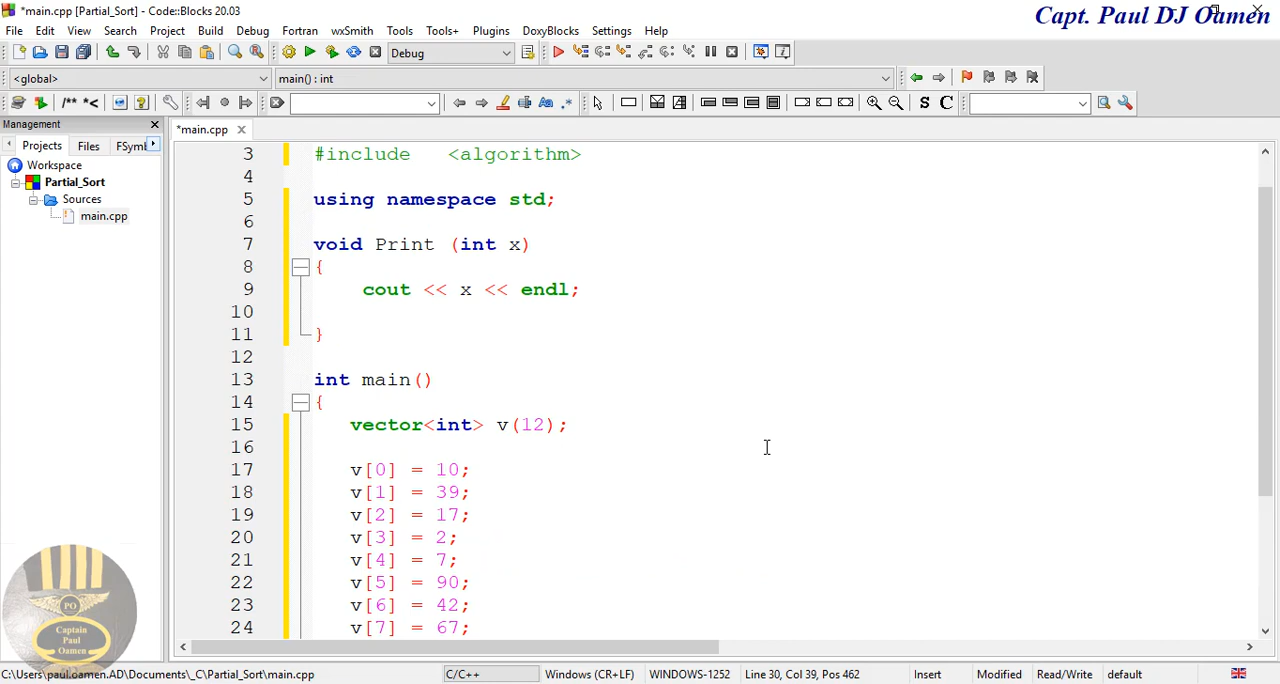 *main.cpp [Partial_Sort] - Code::Blocks 20.03
Capt. Paul DJ Oamen
File Edit View Search Project Build Debug Fortran wxSmith Tools Tools+ Plugins DoxyBlocks Settings Help
Debug
<global> main() : int
/** *< S C
Management
*main.cpp
Projects Files FSymb
Workspace
Partial_Sort
Sources
main.cpp
3 #include <algorithm>
4
5 using namespace std;
6
7 void Print (int x)
8 {
9 cout << x << endl;
10
11 }
12
13 int main()
14 {
15 vector<int> v(12);
16
17 v[0] = 10;
18 v[1] = 39;
19 v[2] = 17;
20 v[3] = 2;
21 v[4] = 7;
22 v[5] = 90;
23 v[6] = 42;
24 v[7] = 67;
PO
Captain
Paul
Oamen
C:\Users\paul.oamen.AD\Documents\_C\Partial_Sort\main.cpp C/C++ Windows (CR+LF) WINDOWS-1252 Line 30, Col 39, Pos 462 Insert Modified Read/Write default